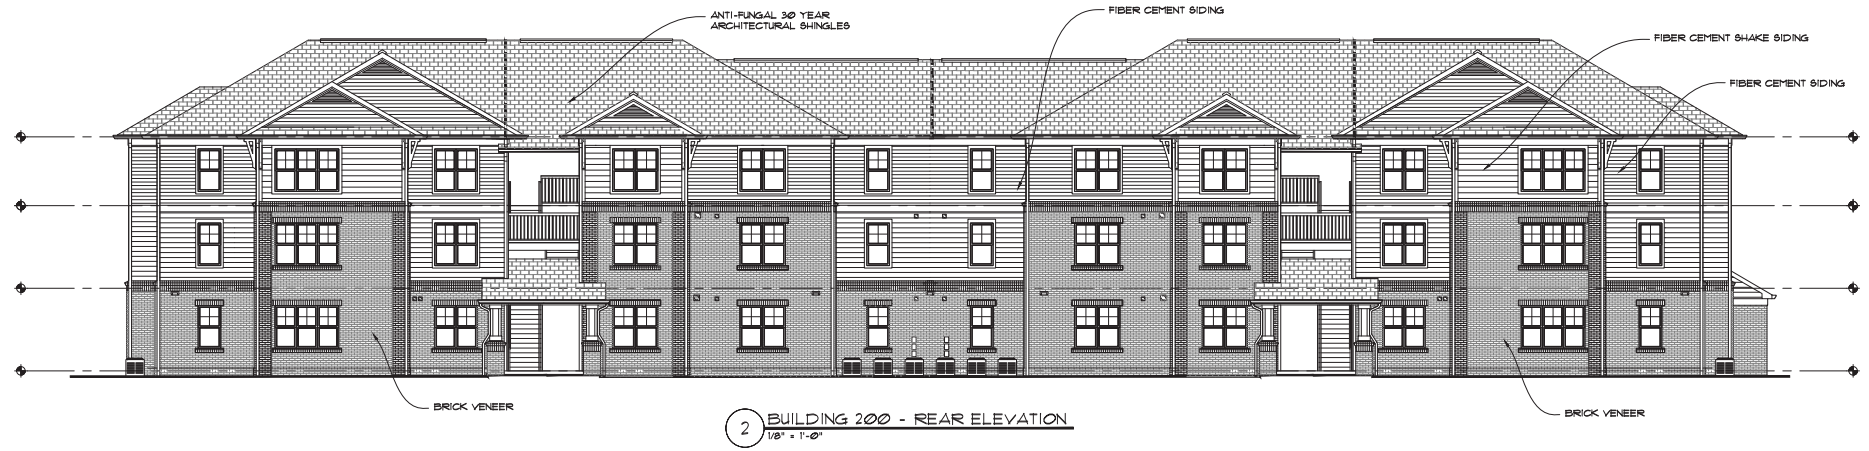 ANTI-FUNGAL 30 YEAR
ARCHITECTURAL SHINGLES
FIBER CEMENT SIDING
FIBER CEMENT SHAKE SIDING
FIBER CEMENT SIDING
BRICK VENEER
BRICK VENEER
2
BUILDING 200 - REAR ELEVATION
1/8" = 1'-0"